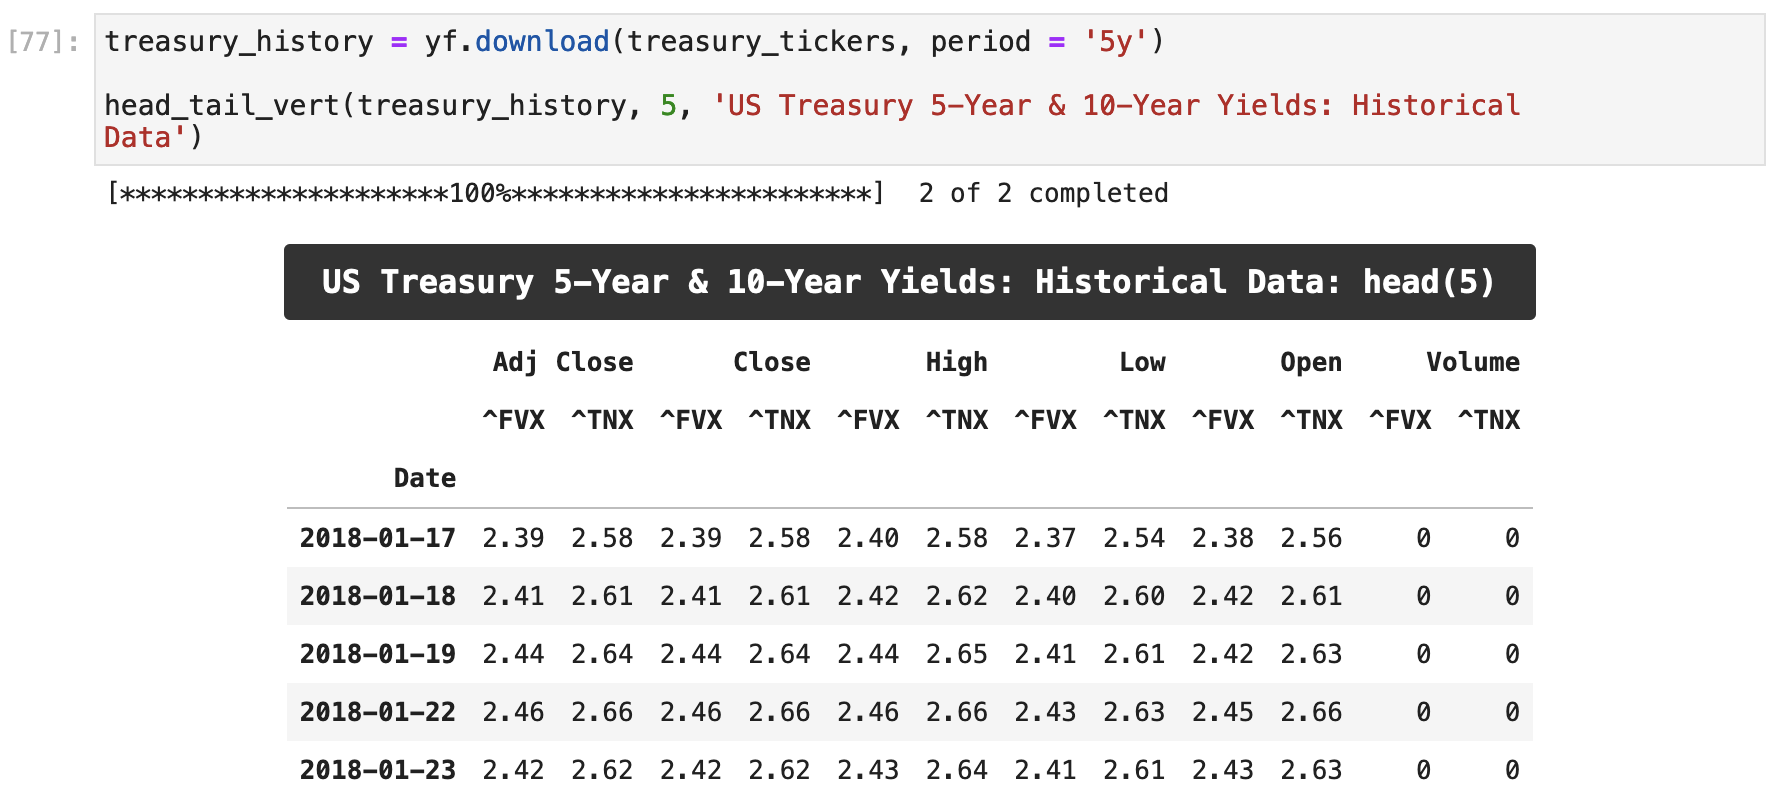 [77]: treasury_history = yf.download(treasury_tickers, period = '5y')
head_tail_vert(treasury_history, 5, 'US Treasury 5-Year & 10-Year Yields: Historical
Data')
[*********************100%***********************] 2 of 2 completed
US Treasury 5-Year & 10-Year Yields: Historical Data: head(5)
Adj Close Close High Low Open Volume
^FVX ^TNX ^FVX ^TNX ^FVX ^TNX ^FVX ^TNX ^FVX ^TNX ^FVX ^TNX
Date
2018-01-17 2.39 2.58 2.39 2.58 2.40 2.58 2.37 2.54 2.38 2.56 0 0
2018-01-18 2.41 2.61 2.41 2.61 2.42 2.62 2.40 2.60 2.42 2.61 0 0
2018-01-19 2.44 2.64 2.44 2.64 2.44 2.65 2.41 2.61 2.42 2.63 0 0
2018-01-22 2.46 2.66 2.46 2.66 2.46 2.66 2.43 2.63 2.45 2.66 0 0
2018-01-23 2.42 2.62 2.42 2.62 2.43 2.64 2.41 2.61 2.43 2.63 0 0